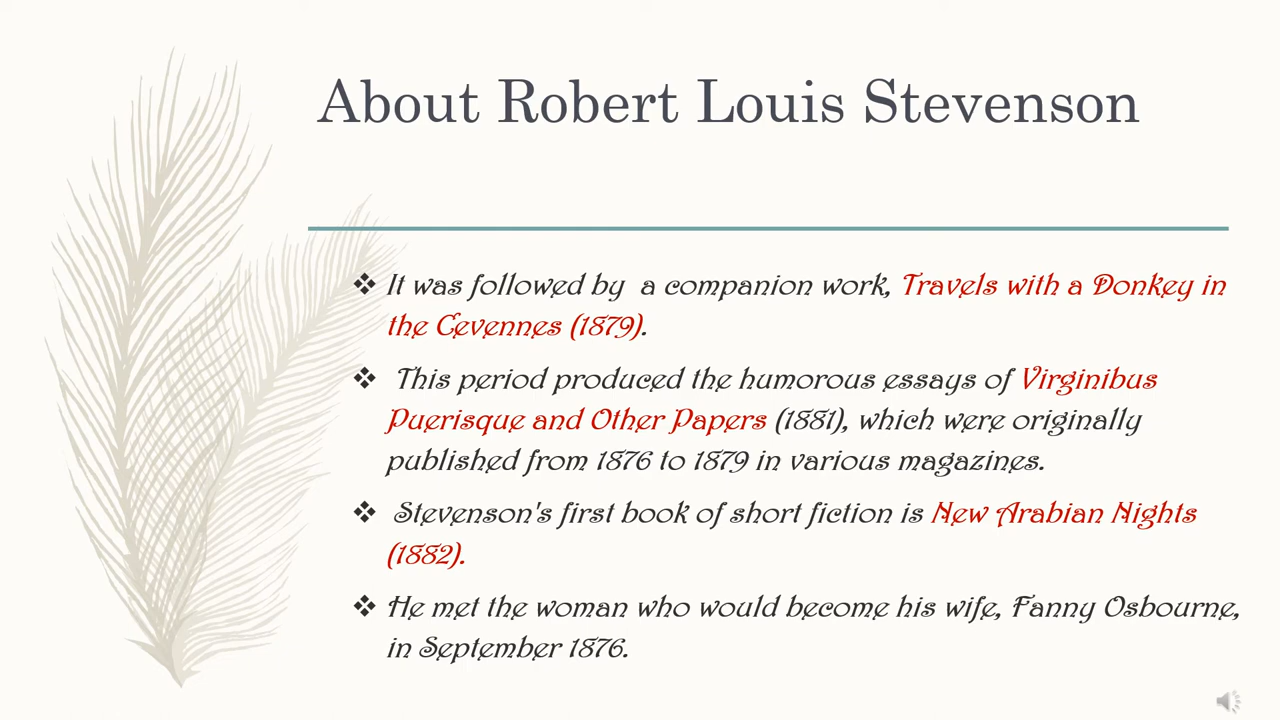 About Robert Louis Stevenson
❖ It was followed by a companion work, Travels with a Donkey in
the Cevennes (1879).
❖ This period produced the humorous essays of Virginibus
Puerisque and Other Papers (1881), which were originally
published from 1876 to 1879 in various magazines.
❖ Stevenson's first book of short fiction is New Arabian Nights
(1882).
❖ He met the woman who would become his wife, Fanny Osbourne,
in September 1876.